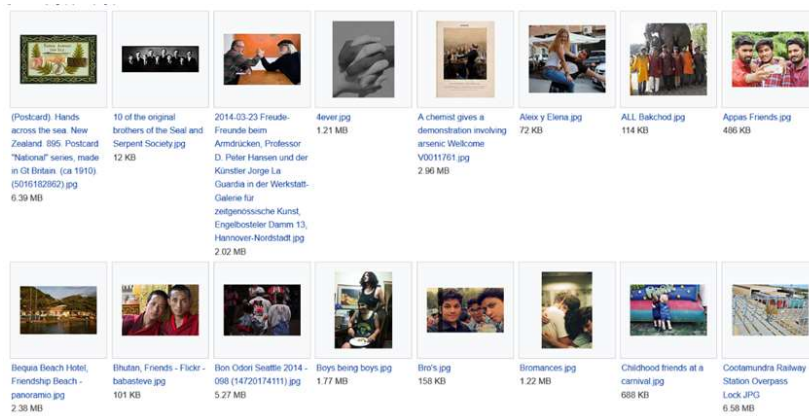 (Postcard). Hands
across the sea. New
Zealand. 895. Postcard
"National" series, made
in Gt Britain. (ca 1910).
(5016182862).jpg
6.39 MB
10 of the original
brothers of the Seal and
Serpent Society.jpg
12 KB
2014-03-23 Freude-
Freunde beim
Armdrücken, Professor
D. Peter Hansen und der
Künstler Jorge La
Guardia in der Werkstatt-
Galerie für
zeitgenössische Kunst,
Engelbosteler Damm 13,
Hannover-Nordstadt.jpg
2.02 MB
4ever.jpg
1.21 MB
A chemist gives a
demonstration involving
arsenic Wellcome
V0011761.jpg
2.96 MB
Aleix y Elena.jpg
72 KB
ALL Bakchod.jpg
114 KB
Appas Friends.jpg
486 KB
Bequia Beach Hotel,
Friendship Beach -
panoramio.jpg
2.38 MB
Bhutan, Friends - Flickr -
babasteve.jpg
101 KB
Bon Odori Seattle 2014 -
098 (14720174111).jpg
5.27 MB
Boys being boys.jpg
1.77 MB
Bro's.jpg
158 KB
Bromances.jpg
1.22 MB
Childhood friends at a
carnival.jpg
688 KB
Cootamundra Railway
Station Overpass
Lock.JPG
6.58 MB